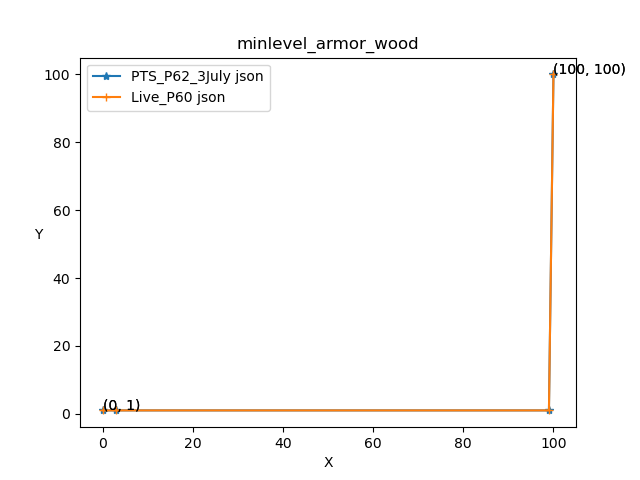 minlevel_armor_wood
PTS_P62_3July json
Live_P60 json
(100, 100)
(0, 1)
100
80
60
40
20
0
Y
0 20 40 60 80 100
X